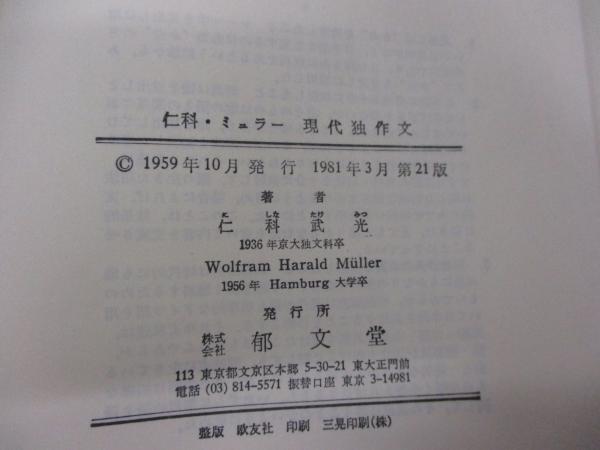 仁科・ミュラー 現代独作文
© 1959年10月 発行 1981年3月 第21版
著者
に しな たけ みつ
仁科武光
1936年京大独文科卒
Wolfram Harald Müller
1956年 Hamburg 大学卒
発行所
株式会社 郁文堂
113 東京都文京区本郷 5-30-21 東大正門前
電話 (03) 814-5571 振替口座 東京 3-14981
整版 欧友社 印刷 三晃印刷(株)